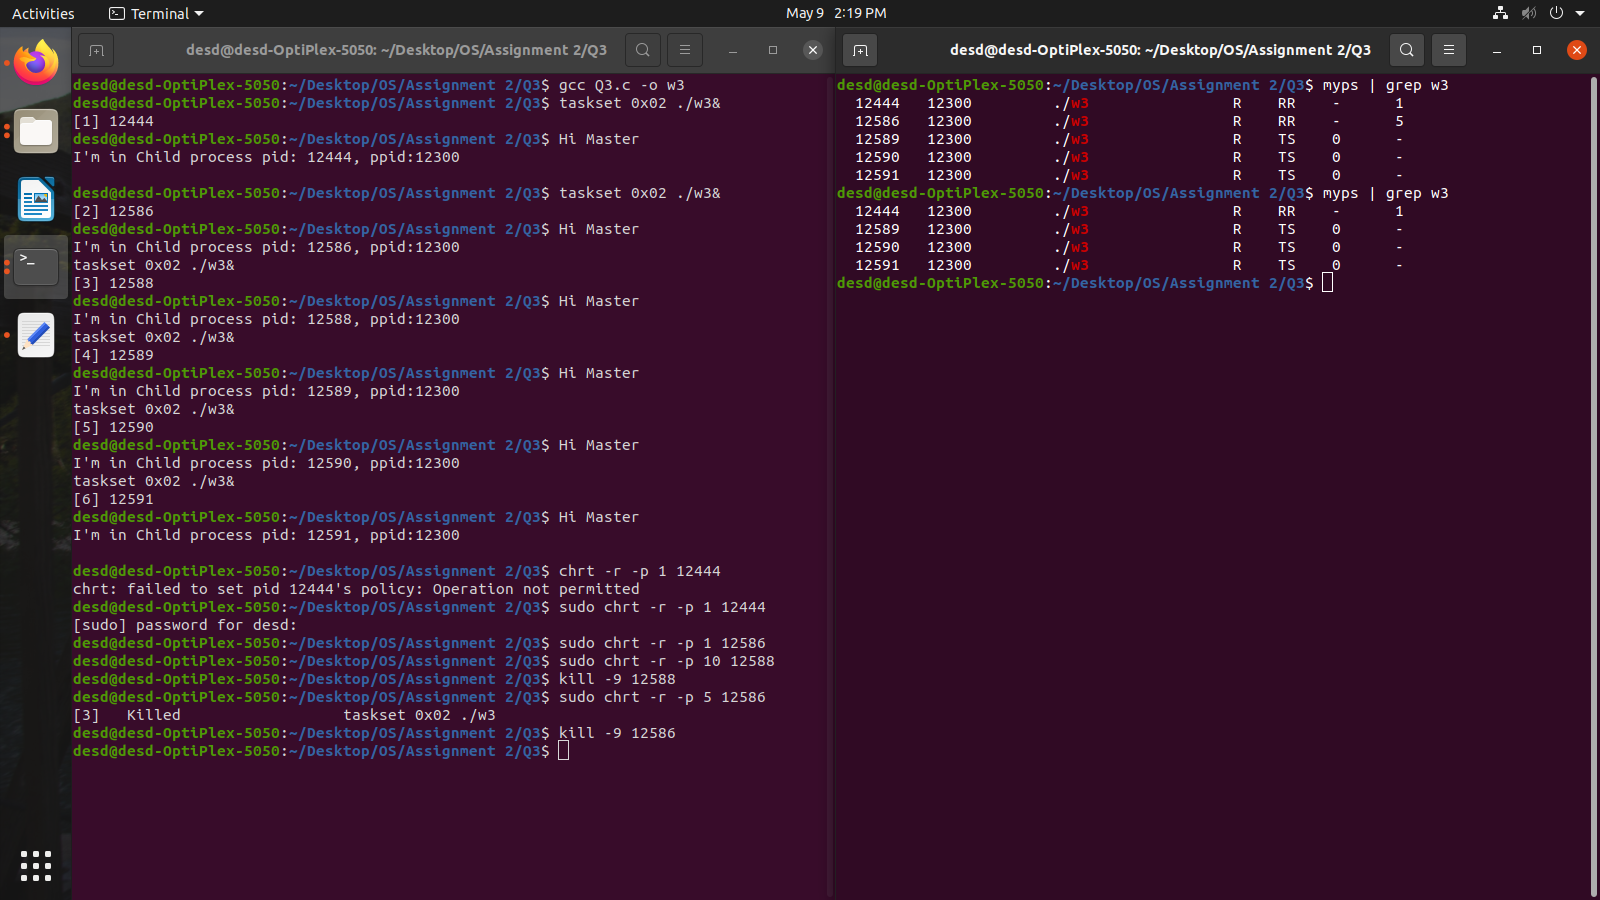 Activities
Terminal
May 9 2:19 PM
desd@desd-OptiPlex-5050: ~/Desktop/OS/Assignment 2/Q3
desd@desd-OptiPlex-5050:~/Desktop/OS/Assignment 2/Q3$ gcc Q3.c -o w3
desd@desd-OptiPlex-5050:~/Desktop/OS/Assignment 2/Q3$ taskset 0x02 ./w3&
[1] 12444
desd@desd-OptiPlex-5050:~/Desktop/OS/Assignment 2/Q3$ Hi Master
I'm in Child process pid: 12444, ppid:12300
desd@desd-OptiPlex-5050:~/Desktop/OS/Assignment 2/Q3$ taskset 0x02 ./w3&
[2] 12586
desd@desd-OptiPlex-5050:~/Desktop/OS/Assignment 2/Q3$ Hi Master
I'm in Child process pid: 12586, ppid:12300
taskset 0x02 ./w3&
[3] 12588
desd@desd-OptiPlex-5050:~/Desktop/OS/Assignment 2/Q3$ Hi Master
I'm in Child process pid: 12588, ppid:12300
taskset 0x02 ./w3&
[4] 12589
desd@desd-OptiPlex-5050:~/Desktop/OS/Assignment 2/Q3$ Hi Master
I'm in Child process pid: 12589, ppid:12300
taskset 0x02 ./w3&
[5] 12590
desd@desd-OptiPlex-5050:~/Desktop/OS/Assignment 2/Q3$ Hi Master
I'm in Child process pid: 12590, ppid:12300
taskset 0x02 ./w3&
[6] 12591
desd@desd-OptiPlex-5050:~/Desktop/OS/Assignment 2/Q3$ Hi Master
I'm in Child process pid: 12591, ppid:12300
desd@desd-OptiPlex-5050:~/Desktop/OS/Assignment 2/Q3$ chrt -r -p 1 12444
chrt: failed to set pid 12444's policy: Operation not permitted
desd@desd-OptiPlex-5050:~/Desktop/OS/Assignment 2/Q3$ sudo chrt -r -p 1 12444
[sudo] password for desd:
desd@desd-OptiPlex-5050:~/Desktop/OS/Assignment 2/Q3$ sudo chrt -r -p 1 12586
desd@desd-OptiPlex-5050:~/Desktop/OS/Assignment 2/Q3$ sudo chrt -r -p 10 12588
desd@desd-OptiPlex-5050:~/Desktop/OS/Assignment 2/Q3$ kill -9 12588
desd@desd-OptiPlex-5050:~/Desktop/OS/Assignment 2/Q3$ sudo chrt -r -p 5 12586
[3]   Killed                  taskset 0x02 ./w3
desd@desd-OptiPlex-5050:~/Desktop/OS/Assignment 2/Q3$ kill -9 12586
desd@desd-OptiPlex-5050:~/Desktop/OS/Assignment 2/Q3$
desd@desd-OptiPlex-5050: ~/Desktop/OS/Assignment 2/Q3
desd@desd-OptiPlex-5050:~/Desktop/OS/Assignment 2/Q3$ myps | grep w3
12444 12300 ./w3 R RR - 1
12586 12300 ./w3 R RR - 5
12589 12300 ./w3 R TS 0 -
12590 12300 ./w3 R TS 0 -
12591 12300 ./w3 R TS 0 -
desd@desd-OptiPlex-5050:~/Desktop/OS/Assignment 2/Q3$ myps | grep w3
12444 12300 ./w3 R RR - 1
12589 12300 ./w3 R TS 0 -
12590 12300 ./w3 R TS 0 -
12591 12300 ./w3 R TS 0 -
desd@desd-OptiPlex-5050:~/Desktop/OS/Assignment 2/Q3$